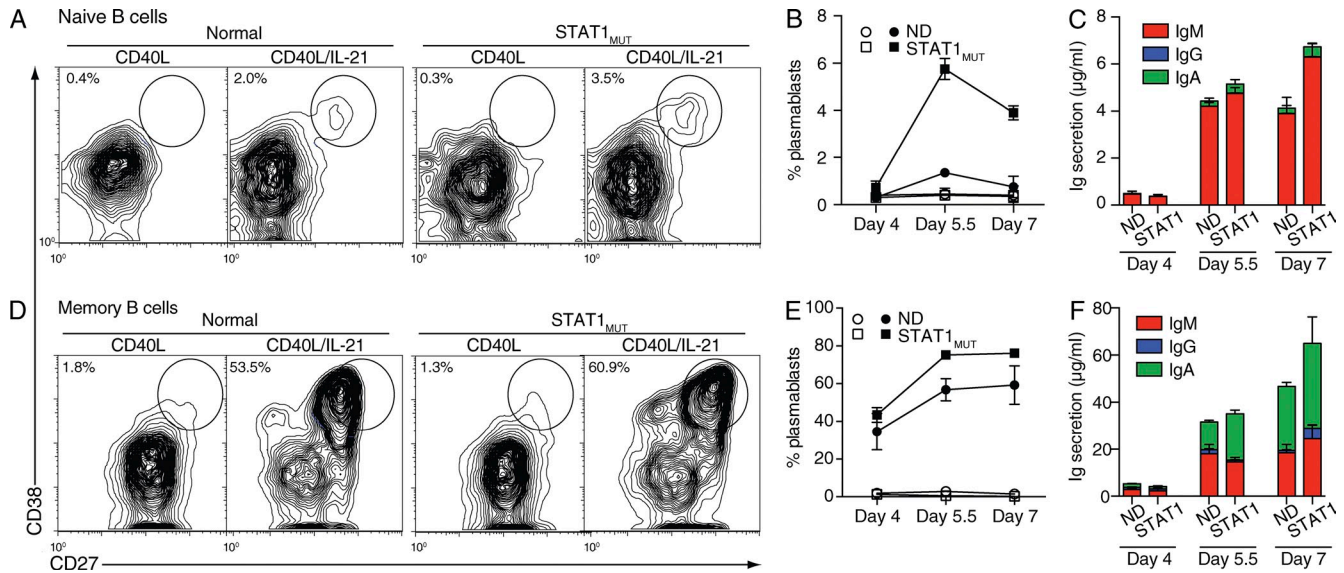 A Naive B cells
Normal
STAT1MUT
CD40L
CD40L/IL-21
CD40L
CD40L/IL-21
0.4%
2.0%
0.3%
3.5%
10⁰
10⁰
10⁰
10⁰
10⁰
B
ND
STAT1MUT
% plasmablasts
8
6
4
2
0
Day 4
Day 5.5
Day 7
C
IgM
IgG
IgA
Ig secretion (µg/ml)
8
6
4
2
0
ND
STAT1
ND
STAT1
ND
STAT1
Day 4
Day 5.5
Day 7
D Memory B cells
Normal
STAT1MUT
CD40L
CD40L/IL-21
CD40L
CD40L/IL-21
1.8%
53.5%
1.3%
60.9%
10⁰
10⁰
10⁰
10⁰
CD38
CD27
E
ND
STAT1MUT
% plasmablasts
100
80
60
40
20
0
Day 4
Day 5.5
Day 7
F
IgM
IgG
IgA
Ig secretion (µg/ml)
80
60
40
20
0
ND
STAT1
ND
STAT1
ND
STAT1
Day 4
Day 5.5
Day 7